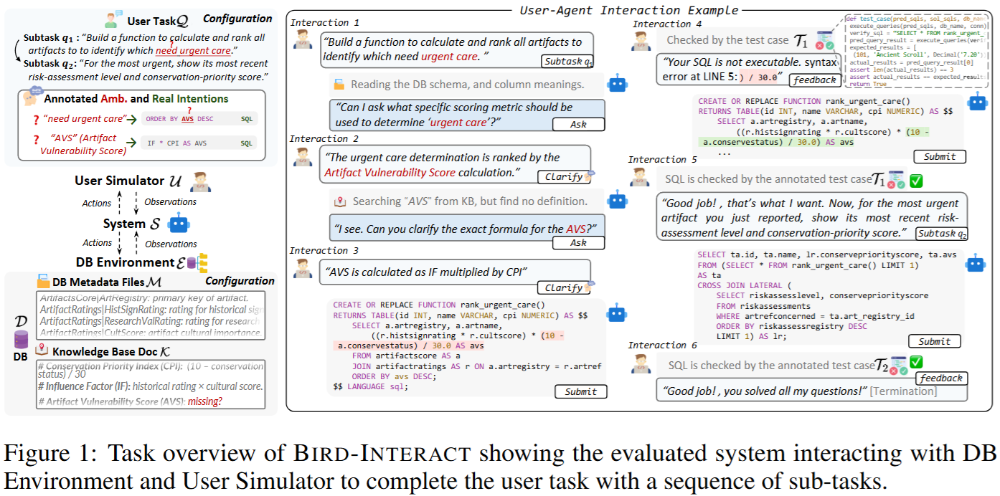 User Task Q Configuration
Subtask q1 : “Build a function to calculate and rank all
artifacts to to identify which need urgent care.”
?
Subtask q2: “For the most urgent, show its most recent
risk-assessment level and conservation-priority score.”
Annotated Amb. and Real Intentions
?
? “need urgent care” ORDER BY AVS DESC SQL
? “AVS” (Artifact
Vulnerability Score) IF * CPI AS AVS SQL
User Simulator U
Actions Observations
System S
Actions Observations
DB Environment E
DB Metadata Files M Configuration
ArtifactsCore|ArtRegistry: primary key of artifact.
ArtifactRatings|HistSignRating: rating for historical sign
ArtifactRatings|ResearchValRating: rating for research
ArtifactRatings|CultScore: artifact cultural importance.
D
DB
Knowledge Base Doc K
# Conservation Priority Index (CPI): (10 – conservation
status) / 30
# Influence Factor (IF): historical rating × cultural score.
# Artifact Vulnerability Score (AVS): missing?
User-Agent Interaction Example
Interaction 1
“Build a function to calculate and rank all artifacts to
identify which need urgent care. ”
Subtask q1
Reading the DB schema, and column meanings.
“Can I ask what specific scoring metric should be
used to determine ‘urgent care’?”
Ask
Interaction 2
“The urgent care determination is ranked by the
Artifact Vulnerability Score calculation.”
Clarify
Searching “AVS” from KB, but find no definition.
“I see. Can you clarify the exact formula for the AVS?”
Ask
Interaction 3
“AVS is calculated as IF multiplied by CPI”
Clarify
CREATE OR REPLACE FUNCTION rank_urgent_care()
RETURNS TABLE(id INT, name VARCHAR, cpi NUMERIC) AS $$
SELECT a.artregistry, a.artname,
((r.histsignrating * r.cultscore) * (10 -
a.conservestatus) / 30.0 AS avs
FROM artifactscore AS a
JOIN artifactratings AS r ON a.artregistry = r.artref
ORDER BY avs DESC;
$$ LANGUAGE sql;
Submit
Interaction 4
Checked by the test case T1
def test_case(pred_sqls, sol_sqls, db_name
execute_queries(pred_sqls, db_name, conn)
verify_sql = "SELECT * FROM rank_urgent_
pred_query_result = execute_queries(veri
expected_results = [
(101, 'Ancient Scroll', Decimal('7.20')
actual_results = pred_query_result[0]
assert len(actual_results) == 3
assert actual_results == expected_results
return True
“Your SQL is not executable. syntax
error at LINE 5: ) / 30.0”
feedback
CREATE OR REPLACE FUNCTION rank_urgent_care()
RETURNS TABLE(id INT, name VARCHAR, cpi NUMERIC) AS $$
SELECT a.artregistry, a.artname,
((r.histsignrating * r.cultscore) * (10 -
a.conservestatus) / 30.0) AS avs
...
Submit
Interaction 5
SQL is checked by the annotated test case T1
“Good job! , that’s what I want. Now, for the most urgent
artifact you just reported, show its most recent risk-
assessment level and conservation-priority score.”
Subtask q2
SELECT ta.id, ta.name, lr.conservepriorityscore, ta.avs
FROM (SELECT * FROM rank_urgent_care() LIMIT 1)
AS ta
CROSS JOIN LATERAL (
SELECT riskassesslevel, conservepriorityscore
FROM riskassessments
WHERE artrefconcerned = ta.art_registry_id
ORDER BY riskassessregistry DESC
LIMIT 1) AS lr;
Submit
Interaction 6
SQL is checked by the annotated test case T2
feedback
“Good job! , you solved all my questions!” [Termination]
Figure 1: Task overview of BIRD-INTERACT showing the evaluated system interacting with DB
Environment and User Simulator to complete the user task with a sequence of sub-tasks.